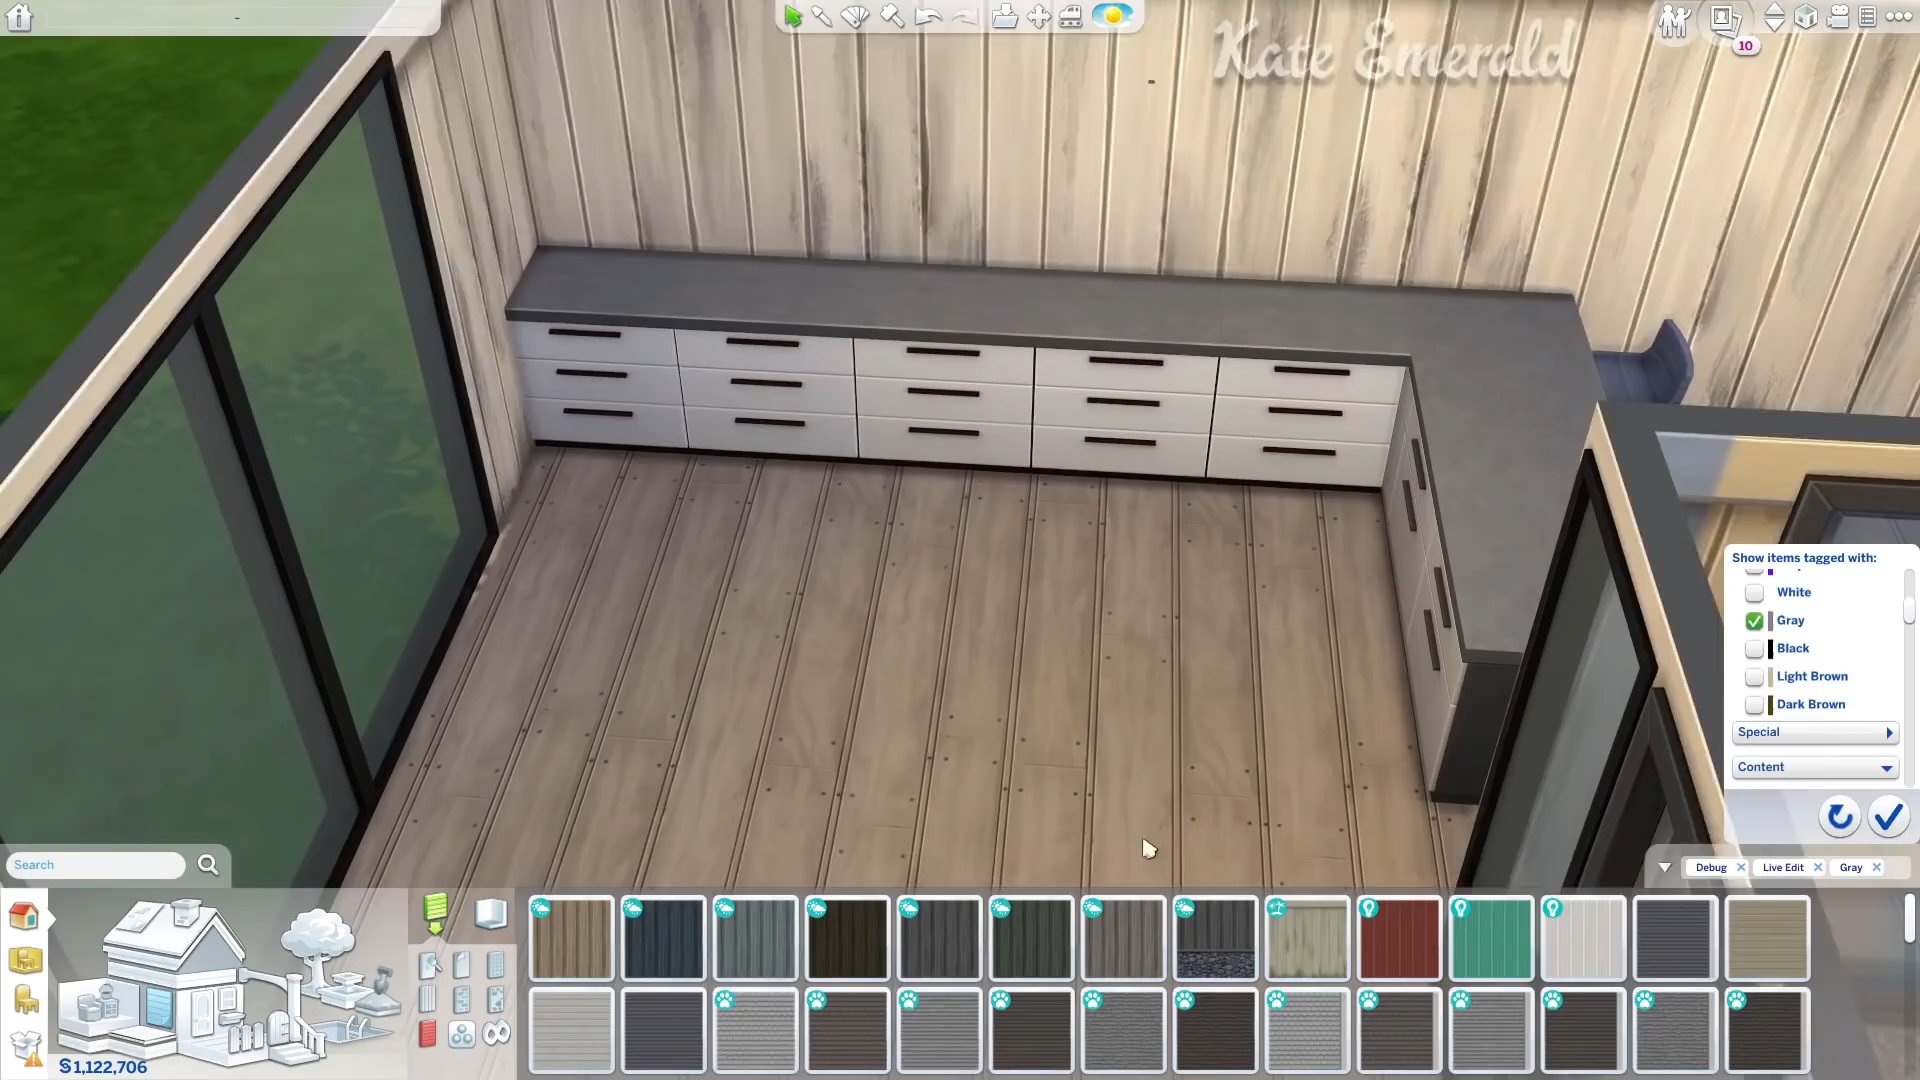 -
10
Kate Emerald
Show items tagged with:
White
Gray
Black
Light Brown
Dark Brown
Special
Content
Search
Debug
Live Edit
Gray
§1,122,706